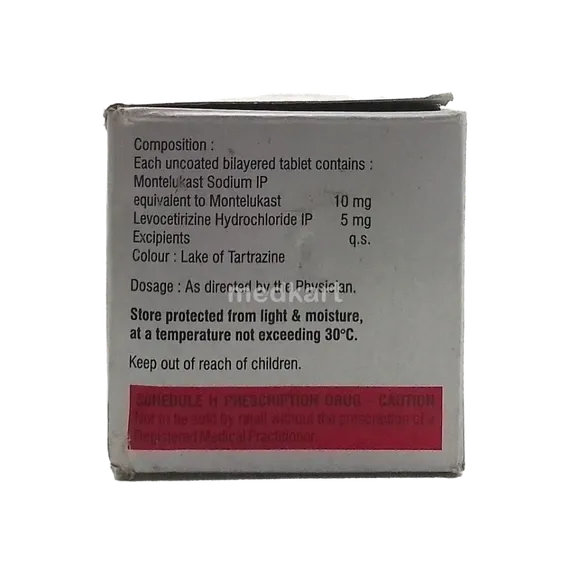 Composition :
Each uncoated bilayered tablet contains :
Montelukast Sodium IP
equivalent to Montelukast 10 mg
Levocetirizine Hydrochloride IP 5 mg
Excipients q.s.
Colour : Lake of Tartrazine
Dosage : As directed by the Physician.
medkart
Store protected from light & moisture,
at a temperature not exceeding 30°C.
Keep out of reach of children.
SCHEDULE H PRESCRIPTION DRUG - CAUTION
Not to be sold by retail without the prescription of a
Registered Medical Practitioner.